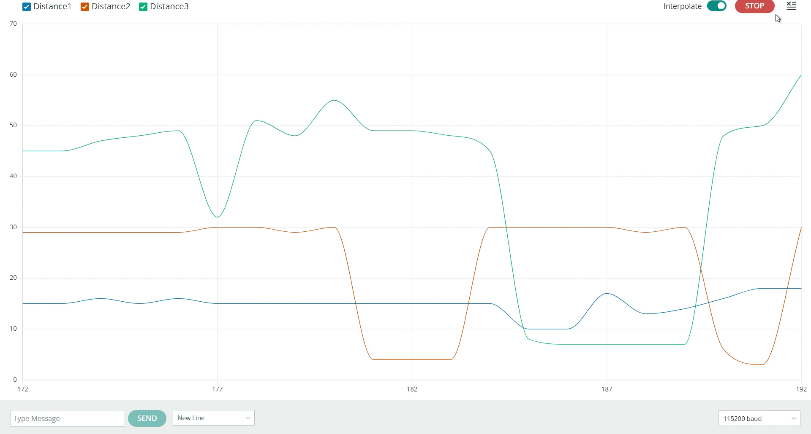 Distance1 Distance2 Distance3 Interpolate STOP
70
60
50
40
30
20
10
0
172 177 182 187 192
Type Message SEND New Line 115200 baud